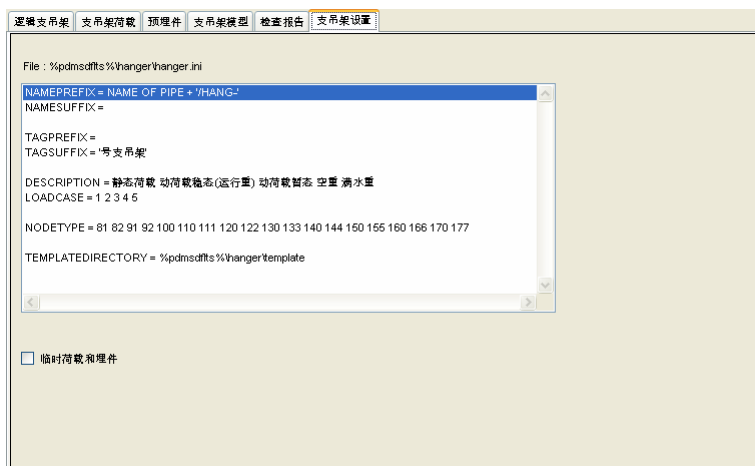 逻辑支吊架 支吊架荷载 预埋件 支吊架模型 检查报告 支吊架设置
File : %pdmsdflts%\hanger\hanger.ini
NAMEPREFIX = NAME OF PIPE + '/HANG-'
NAMESUFFIX =
TAGPREFIX =
TAGSUFFIX = '号支吊架'
DESCRIPTION = 静态荷载 动荷载稳态(运行重) 动荷载暂态 空重 满水重
LOADCASE = 1 2 3 4 5
NODETYPE = 81 82 91 92 100 110 111 120 122 130 133 140 144 150 155 160 166 170 177
TEMPLATEDIRECTORY = %pdmsdflts%\hanger\template
临时荷载和埋件